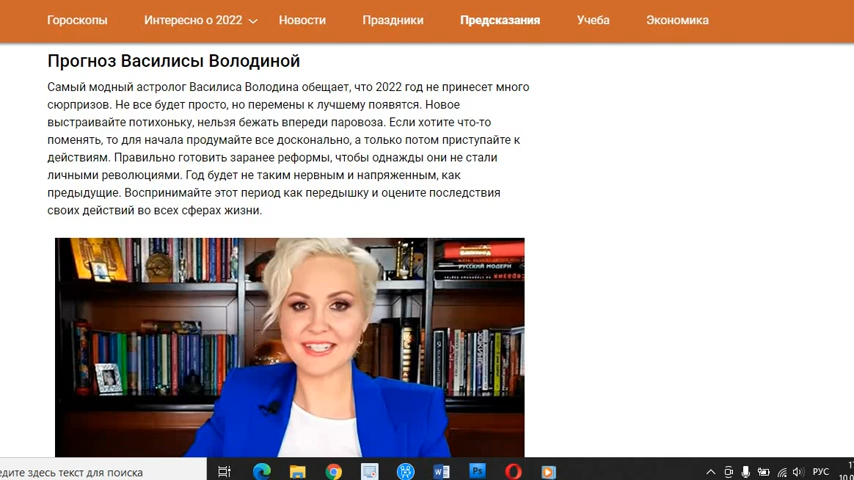 Гороскопы Интересно о 2022 Новости Праздники Предсказания Учеба Экономика
Прогноз Василисы Володиной
Самый модный астролог Василиса Володина обещает, что 2022 год не принесет много
сюрпризов. Не все будет просто, но перемены к лучшему появятся. Новое
выстраивайте потихоньку, нельзя бежать впереди паровоза. Если хотите что-то
поменять, то для начала продумайте все досконально, а только потом приступайте к
действиям. Правильно готовить заранее реформы, чтобы однажды они не стали
личными революциями. Год будет не таким нервным и напряженным, как
предыдущие. Воспринимайте этот период как передышку и оцените последствия
своих действий во всех сферах жизни.
РУССКИЙ МОДЕРН
едите здесь текст для поиска
W Ps РУС
10.0